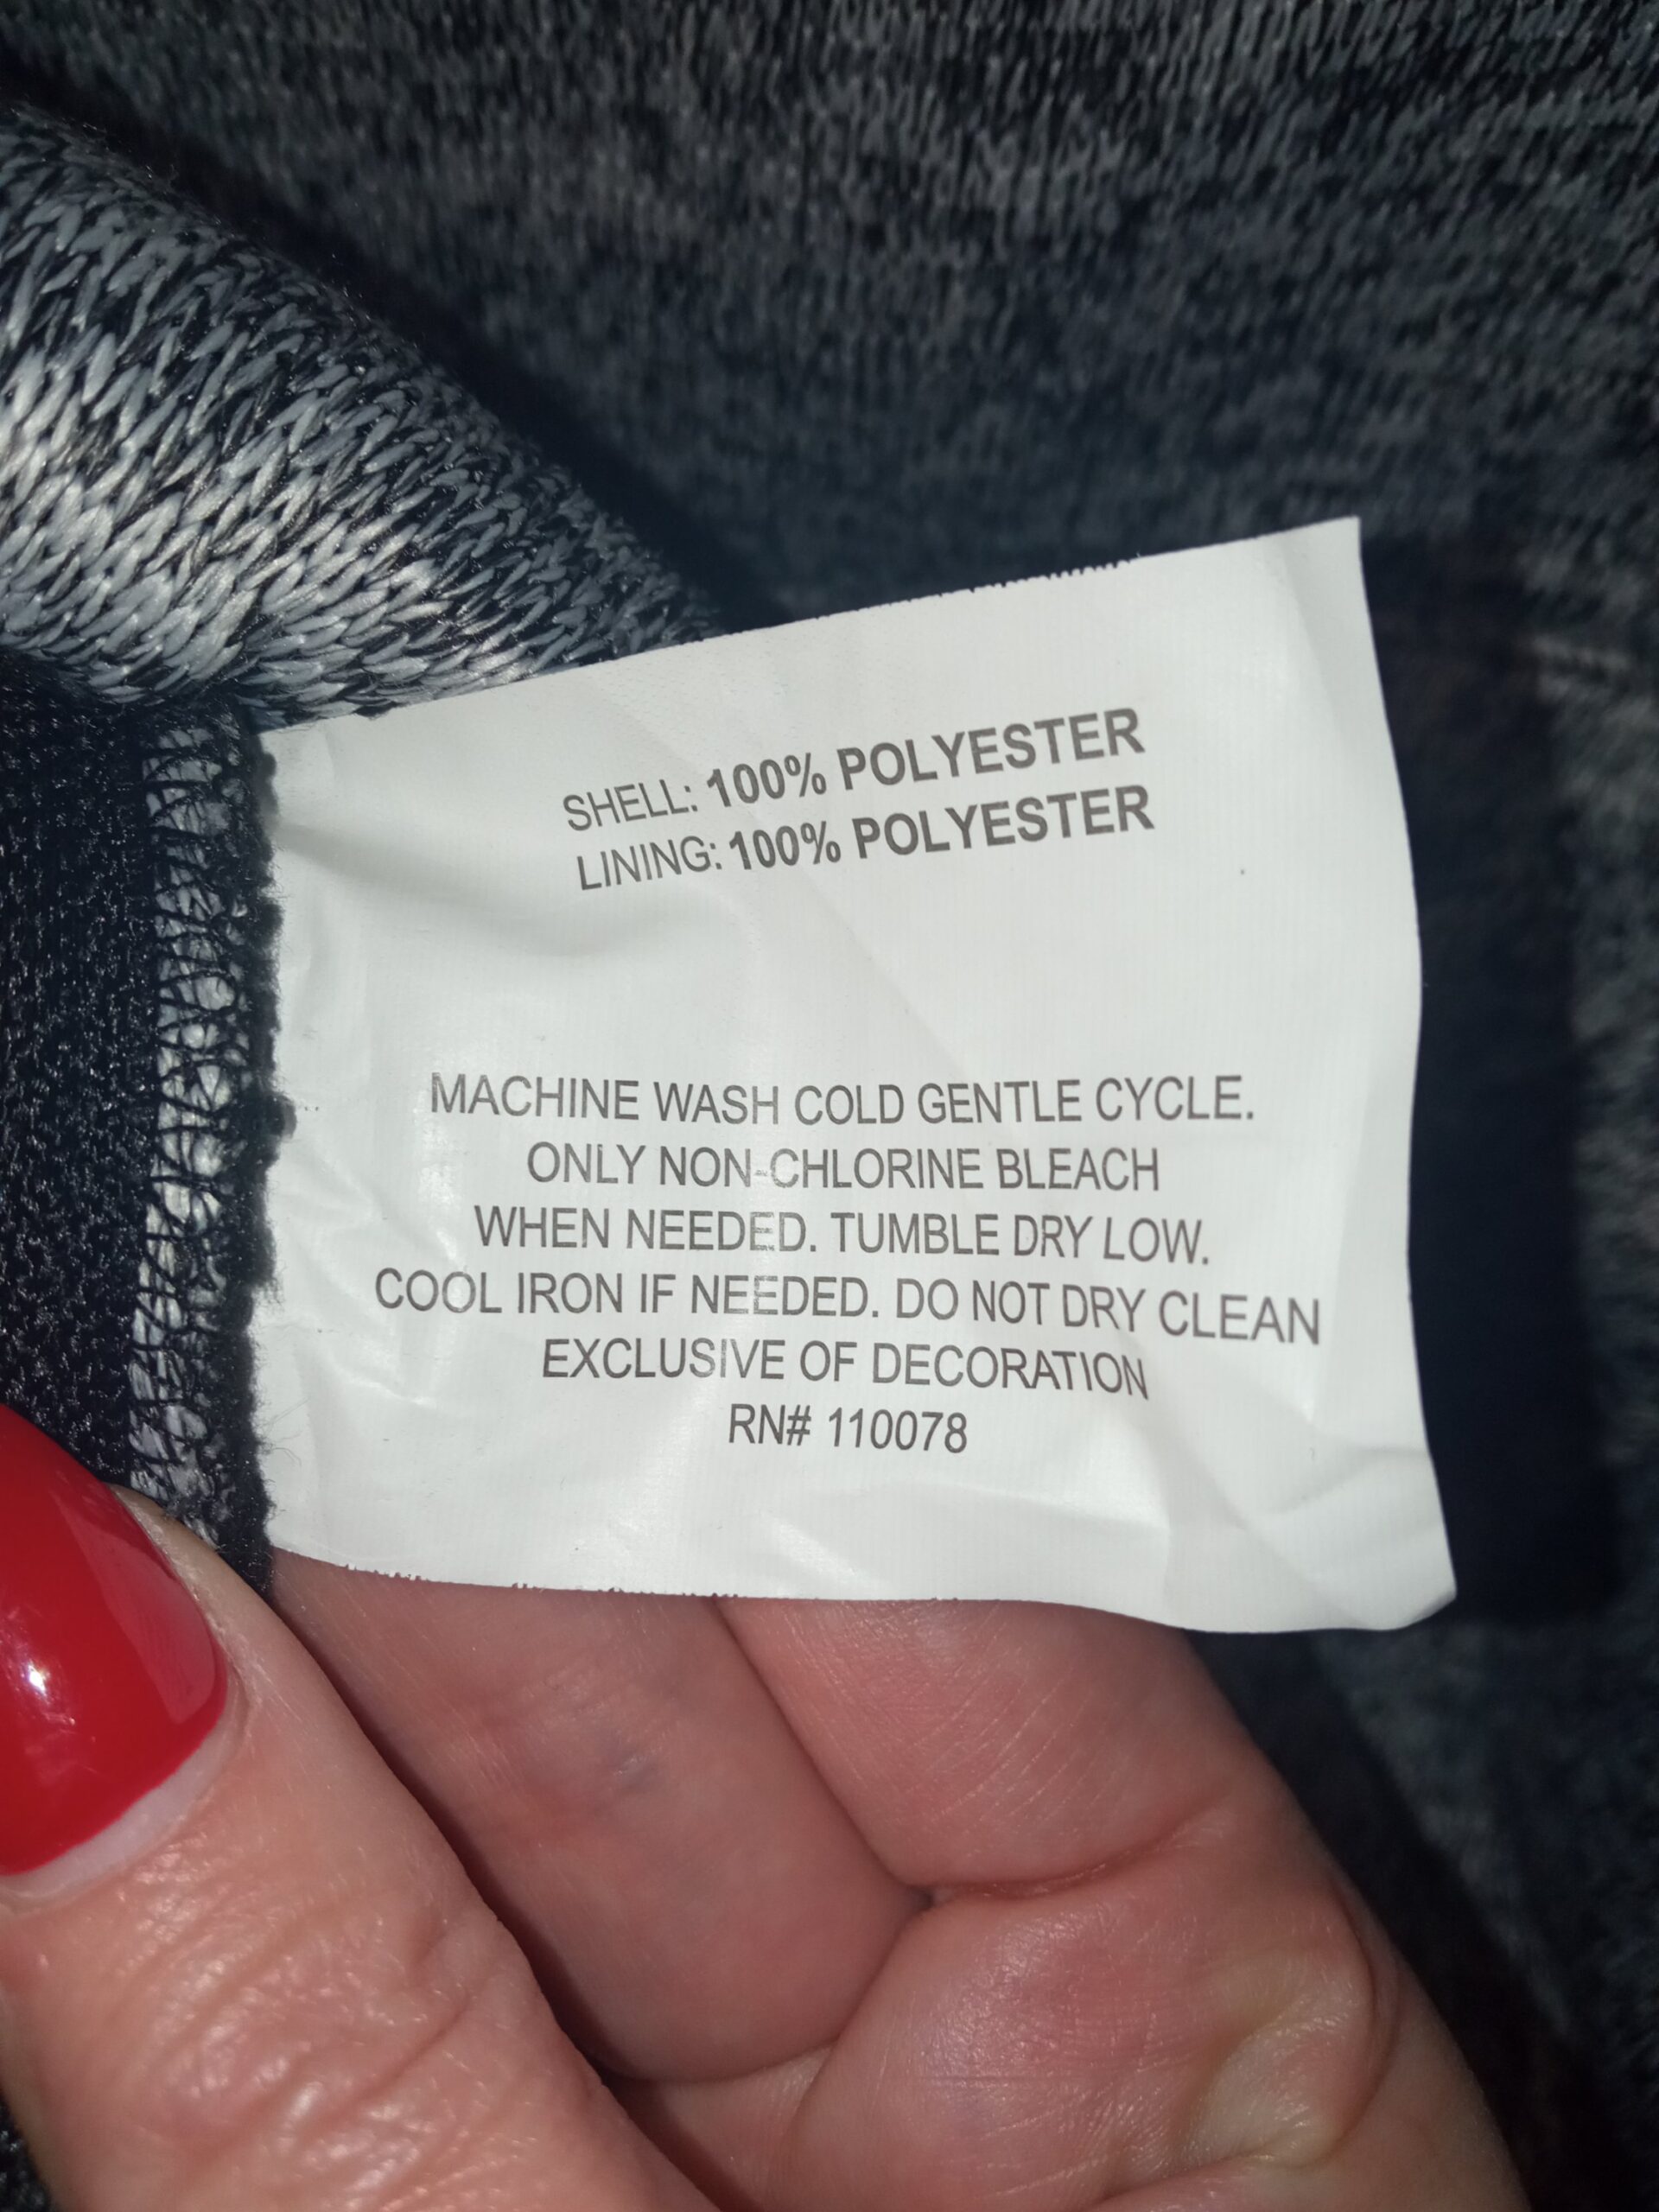 SHELL: 100% POLYESTER
LINING: 100% POLYESTER
MACHINE WASH COLD GENTLE CYCLE.
ONLY NON-CHLORINE BLEACH
WHEN NEEDED. TUMBLE DRY LOW.
COOL IRON IF NEEDED. DO NOT DRY CLEAN
EXCLUSIVE OF DECORATION
RN# 110078